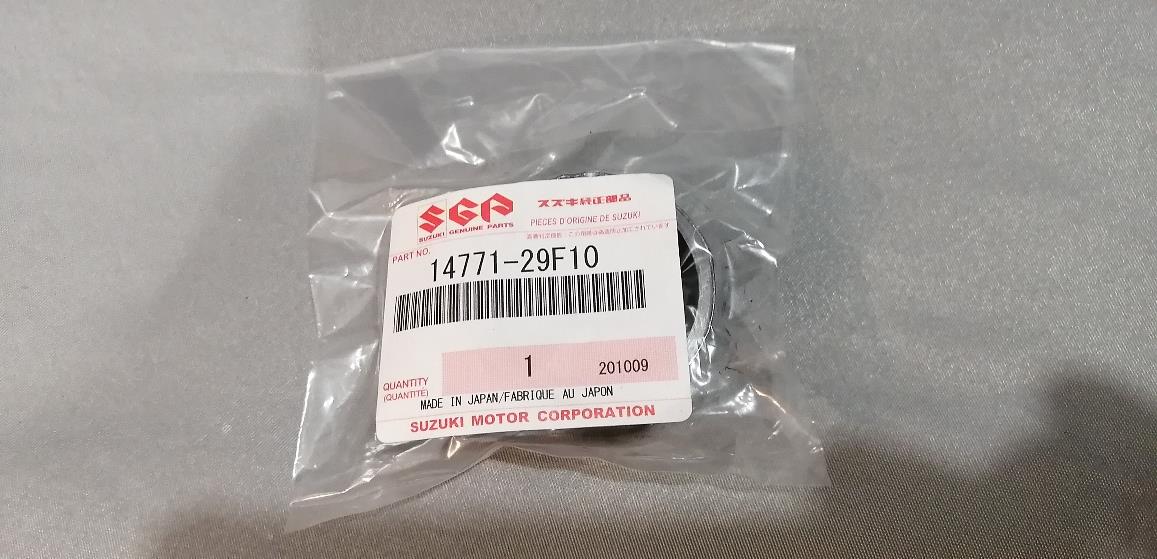 SGP
SUZUKI GENUINE PARTS
スズキ純正部品
PIECES D'ORIGINE DE SUZUKI
PART NO.
14771-29F10
1
201009
QUANTITY
(QUANTITÉ)
MADE IN JAPAN/FABRIQUE AU JAPON
SUZUKI MOTOR CORPORATION